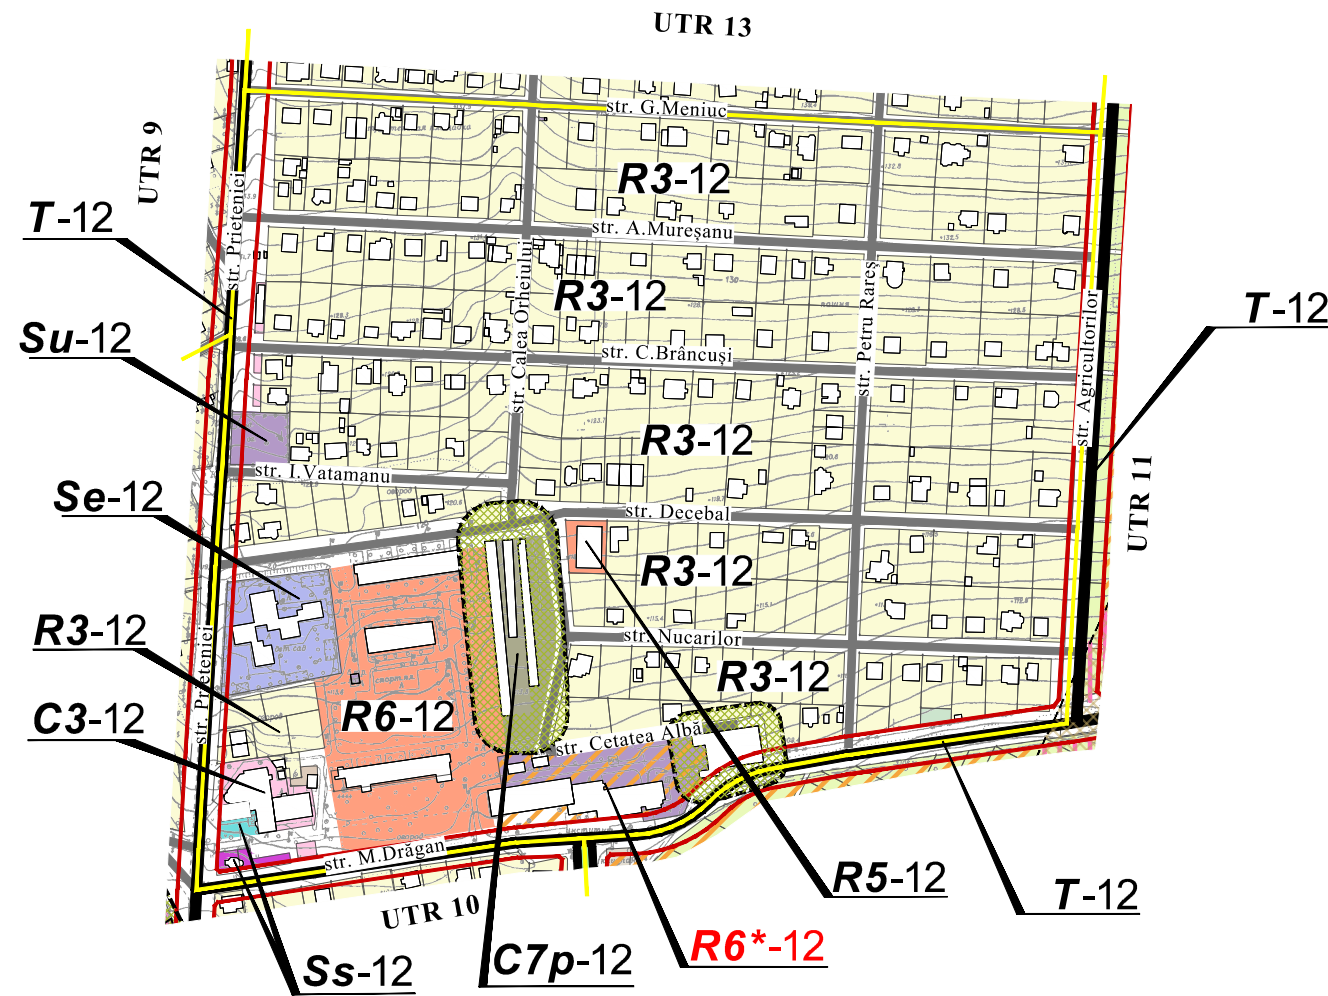 UTR 13
str. G.Meniuc
UTR 9
R3-12
str. Prieteniei
T-12
str. A.Mureșanu
str. Calea Orheiului
str. Petru Rareș
R3-12
str. Agricultorilor
T-12
Su-12
str. C.Brâncuși
R3-12
str. I.Vatamanu
UTR 11
Se-12
str. Decebal
R3-12
R3-12
str. Nucarilor
str. Prieteniei
R3-12
C3-12
R6-12
str. Cetatea Albă
str. M.Drăgan
R5-12
T-12
UTR 10
R6*-12
C7p-12
Ss-12